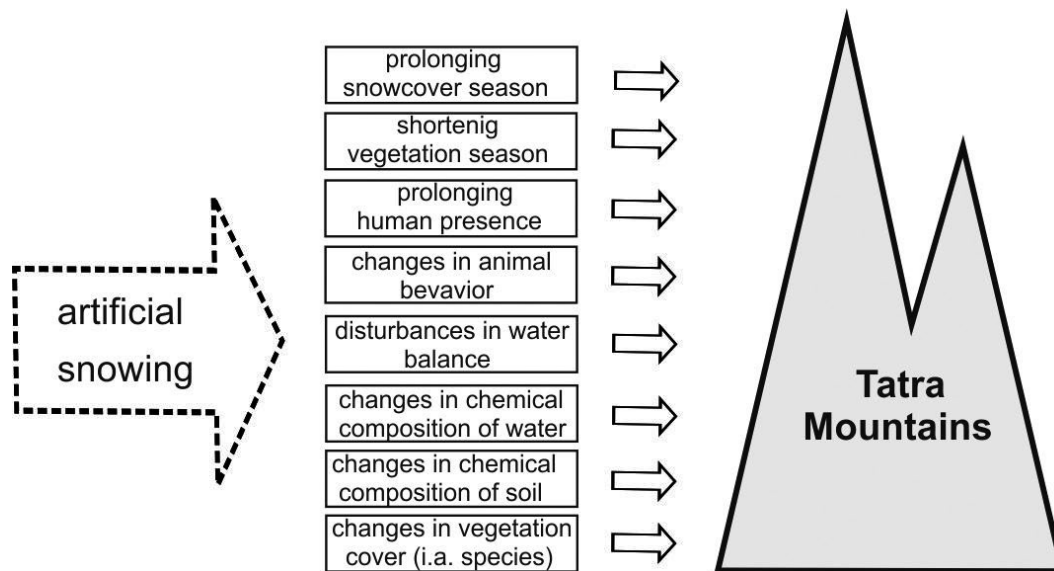 prolonging
snowcover season
shortenig
vegetation season
prolonging
human presence
changes in animal
bevavior
artificial
snowing
disturbances in water
balance
changes in chemical
composition of water
changes in chemical
composition of soil
changes in vegetation
cover (i.a. species)
Tatra
Mountains